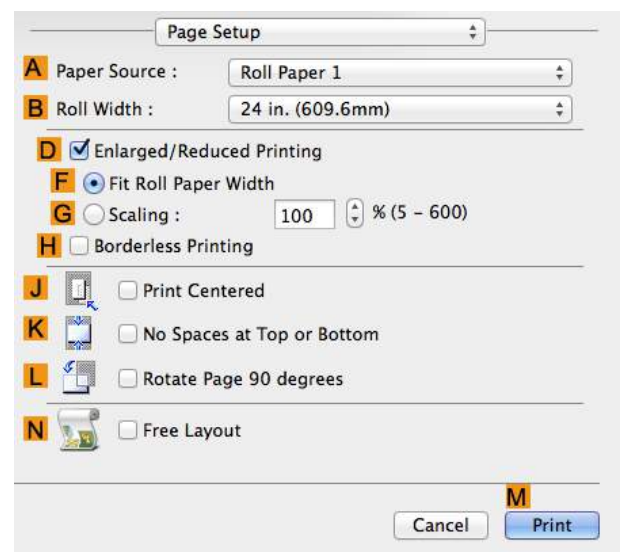 Page Setup
A Paper Source : Roll Paper 1
B Roll Width : 24 in. (609.6mm)
D Enlarged/Reduced Printing
F Fit Roll Paper Width
G Scaling : 100 % (5 - 600)
H Borderless Printing
J Print Centered
K No Spaces at Top or Bottom
L Rotate Page 90 degrees
N Free Layout
M
Cancel Print